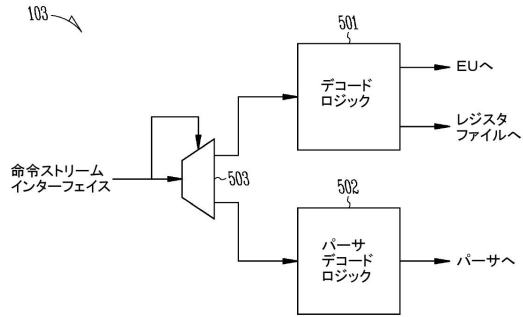 103
501
デコード
ロジック
EUへ
レジスタ
ファイルへ
命令ストリーム
インターフェイス
503
502
パーサ
デコード
ロジック
パーサへ